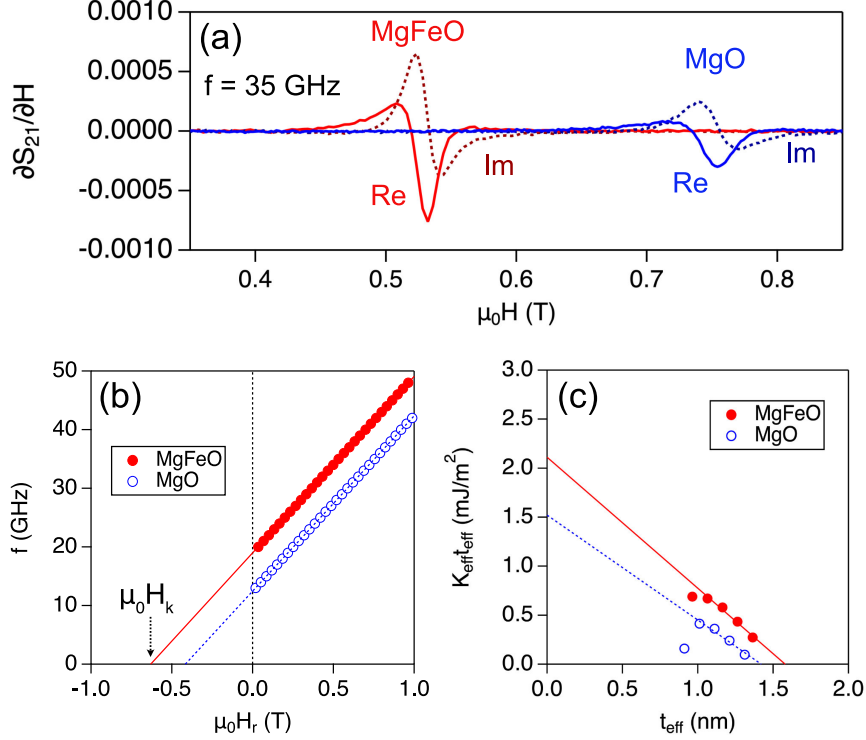 (a)
MgFeO
MgO
f = 35 GHz
Re
Im
Re
Im
0.0010
0.0005
0.0000
-0.0005
-0.0010
∂S21/∂H
0.4
0.5
0.6
0.7
0.8
μ0H (T)
(b)
MgFeO
MgO
μ0Hk
50
40
30
20
10
0
f (GHz)
-1.0
-0.5
0.0
0.5
1.0
μ0Hr (T)
(c)
MgFeO
MgO
3.0
2.5
2.0
1.5
1.0
0.5
0.0
Keffteff (mJ/m²)
0.0
0.5
1.0
1.5
2.0
teff (nm)